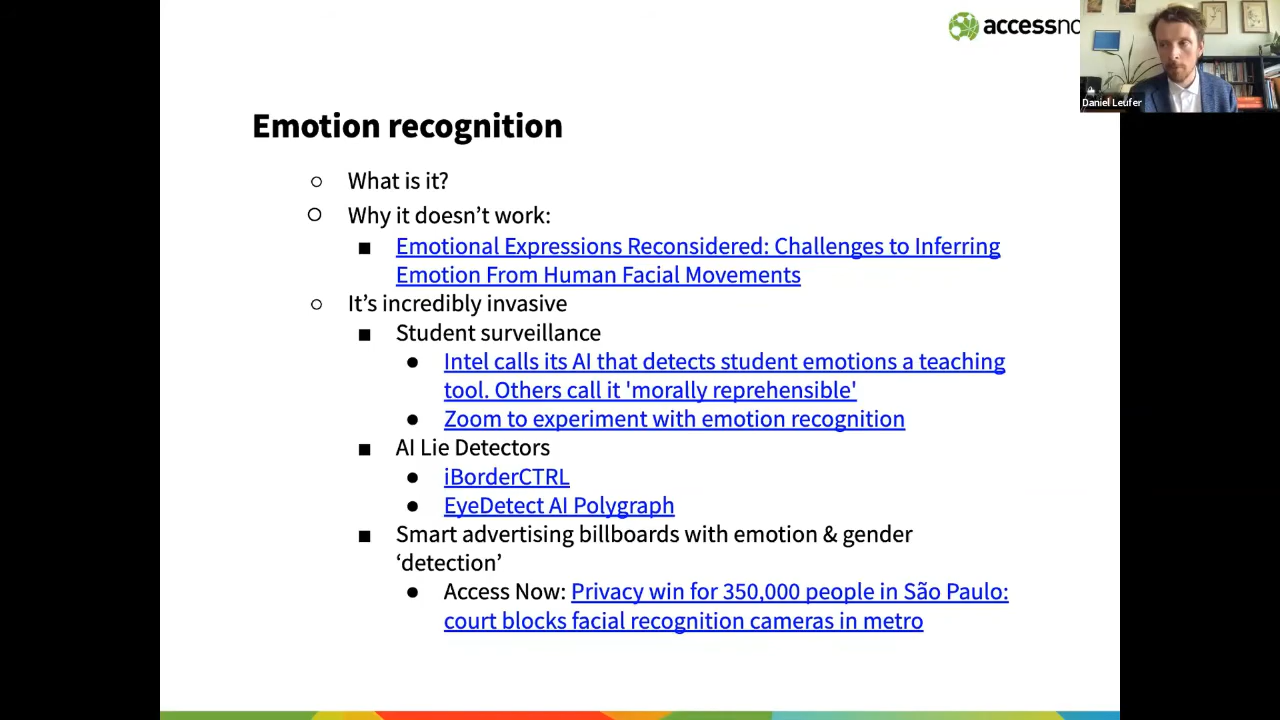 accessno
Daniel Leufer
Emotion recognition
○ What is it?
○ Why it doesn’t work:
■ Emotional Expressions Reconsidered: Challenges to Inferring
Emotion From Human Facial Movements
○ It’s incredibly invasive
■ Student surveillance
● Intel calls its AI that detects student emotions a teaching
tool. Others call it 'morally reprehensible'
● Zoom to experiment with emotion recognition
■ AI Lie Detectors
● iBorderCTRL
● EyeDetect AI Polygraph
■ Smart advertising billboards with emotion & gender
‘detection’
● Access Now: Privacy win for 350,000 people in São Paulo:
court blocks facial recognition cameras in metro